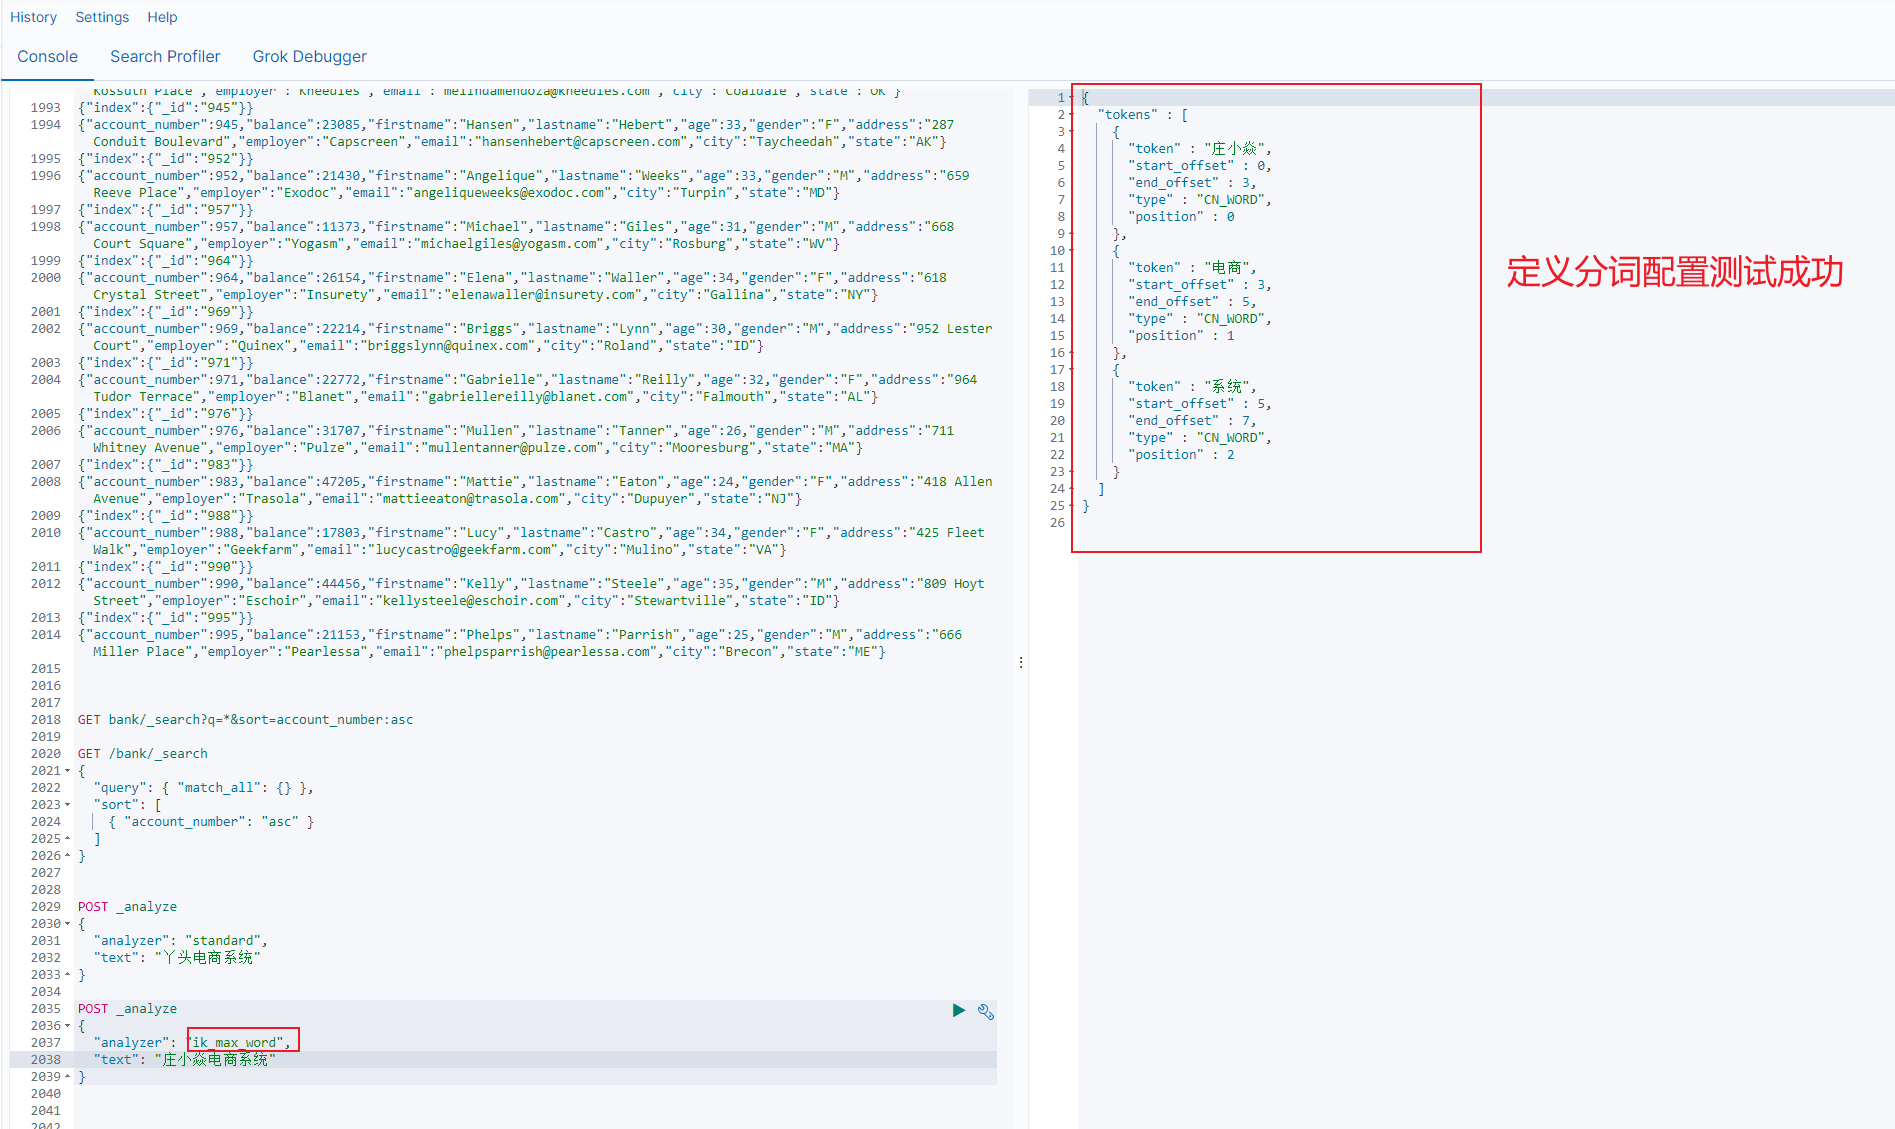 History Settings Help
Console Search Profiler Grok Debugger
Kossuth Place","employer":"Kneedles","email":"melindamendoza@kneedles.com","city":"Coaldale","state":"OK"}
1993 {"index":{"_id":"945"}}
1994 {"account_number":945,"balance":23085,"firstname":"Hansen","lastname":"Hebert","age":33,"gender":"F","address":"287
Conduit Boulevard","employer":"Capscreen","email":"hansenhebert@capscreen.com","city":"Taycheedah","state":"AK"}
1995 {"index":{"_id":"952"}}
1996 {"account_number":952,"balance":21430,"firstname":"Angelique","lastname":"Weeks","age":33,"gender":"M","address":"659
Reeve Place","employer":"Exodoc","email":"angeliqueweeks@exodoc.com","city":"Turpin","state":"MD"}
1997 {"index":{"_id":"957"}}
1998 {"account_number":957,"balance":11373,"firstname":"Michael","lastname":"Giles","age":31,"gender":"M","address":"668
Court Square","employer":"Yogasm","email":"michaelgiles@yogasm.com","city":"Rosburg","state":"WV"}
1999 {"index":{"_id":"964"}}
2000 {"account_number":964,"balance":26154,"firstname":"Elena","lastname":"Waller","age":34,"gender":"F","address":"618
Crystal Street","employer":"Insurety","email":"elenawaller@insurety.com","city":"Gallina","state":"NY"}
2001 {"index":{"_id":"969"}}
2002 {"account_number":969,"balance":22214,"firstname":"Briggs","lastname":"Lynn","age":30,"gender":"M","address":"952 Lester
Court","employer":"Quinex","email":"briggslynn@quinex.com","city":"Roland","state":"ID"}
2003 {"index":{"_id":"971"}}
2004 {"account_number":971,"balance":22772,"firstname":"Gabrielle","lastname":"Reilly","age":32,"gender":"F","address":"964
Tudor Terrace","employer":"Blanet","email":"gabriellereilly@blanet.com","city":"Falmouth","state":"AL"}
2005 {"index":{"_id":"976"}}
2006 {"account_number":976,"balance":31707,"firstname":"Mullen","lastname":"Tanner","age":26,"gender":"M","address":"711
Whitney Avenue","employer":"Pulze","email":"mullentanner@pulze.com","city":"Mooresburg","state":"MA"}
2007 {"index":{"_id":"983"}}
2008 {"account_number":983,"balance":47205,"firstname":"Mattie","lastname":"Eaton","age":24,"gender":"F","address":"418 Allen
Avenue","employer":"Trasola","email":"mattieeaton@trasola.com","city":"Dupuyer","state":"NJ"}
2009 {"index":{"_id":"988"}}
2010 {"account_number":988,"balance":17803,"firstname":"Lucy","lastname":"Castro","age":34,"gender":"F","address":"425 Fleet
Walk","employer":"Geekfarm","email":"lucycastro@geekfarm.com","city":"Mulino","state":"VA"}
2011 {"index":{"_id":"990"}}
2012 {"account_number":990,"balance":44456,"firstname":"Kelly","lastname":"Steele","age":35,"gender":"M","address":"809 Hoyt
Street","employer":"Eschoir","email":"kellysteele@eschoir.com","city":"Stewartville","state":"ID"}
2013 {"index":{"_id":"995"}}
2014 {"account_number":995,"balance":21153,"firstname":"Phelps","lastname":"Parrish","age":25,"gender":"M","address":"666
Miller Place","employer":"Pearlessa","email":"phelpsparrish@pearlessa.com","city":"Brecon","state":"ME"}
2015
2016
2017
2018 GET bank/_search?q=*&sort=account_number:asc
2019
2020 GET /bank/_search
2021 {
2022 "query": { "match_all": {} },
2023 "sort": [
2024 { "account_number": "asc" }
2025 ]
2026 }
2027
2028
2029 POST _analyze
2030 {
2031 "analyzer": "standard",
2032 "text": "丫头电商系统"
2033 }
2034
2035 POST _analyze
2036 {
2037 "analyzer": "ik_max_word",
2038 "text": "庄小焱电商系统"
2039 }
2040
2041
2042
1 {
2 "tokens" : [
3 {
4 "token" : "庄小焱",
5 "start_offset" : 0,
6 "end_offset" : 3,
7 "type" : "CN_WORD",
8 "position" : 0
9 },
10 {
11 "token" : "电商",
12 "start_offset" : 3,
13 "end_offset" : 5,
14 "type" : "CN_WORD",
15 "position" : 1
16 },
17 {
18 "token" : "系统",
19 "start_offset" : 5,
20 "end_offset" : 7,
21 "type" : "CN_WORD",
22 "position" : 2
23 }
24 ]
25 }
26
定义分词配置测试成功